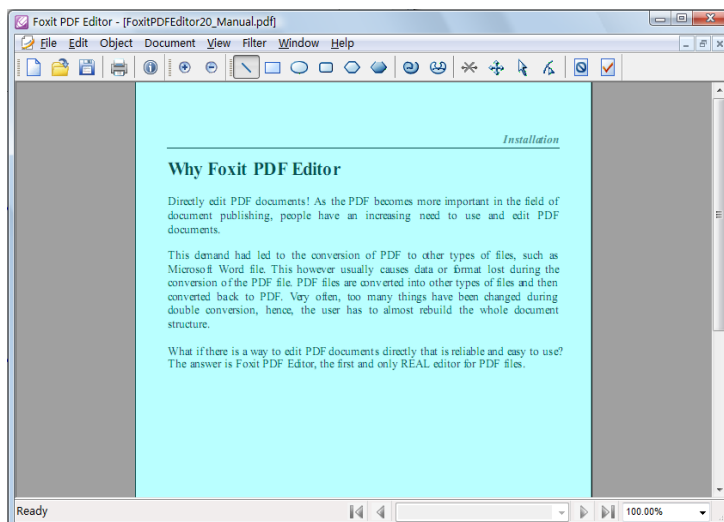 Foxit PDF Editor - [FoxitPDFEditor20_Manual.pdf]
File Edit Object Document View Filter Window Help
Installation
Why Foxit PDF Editor
Directly edit PDF documents! As the PDF becomes more important in the field of
document publishing, people have an increasing need to use and edit PDF
documents.
This demand had led to the conversion of PDF to other types of files, such as
Microsoft Word file. This however usually causes data or format lost during the
conversion of the PDF file. PDF files are converted into other types of files and then
converted back to PDF. Very often, too many things have been changed during
double conversion, hence, the user has to almost rebuild the whole document
structure.
What if there is a way to edit PDF documents directly that is reliable and easy to use?
The answer is Foxit PDF Editor, the first and only REAL editor for PDF files.
Ready
100.00%